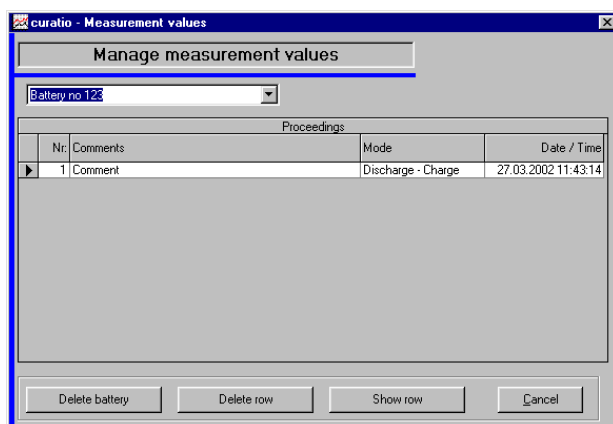 curatio - Measurement values
Manage measurement values
Battery no 123
Proceedings
Nr: Comments Mode Date / Time
1 Comment Discharge - Charge 27.03.2002 11:43:14
Delete battery Delete row Show row Cancel